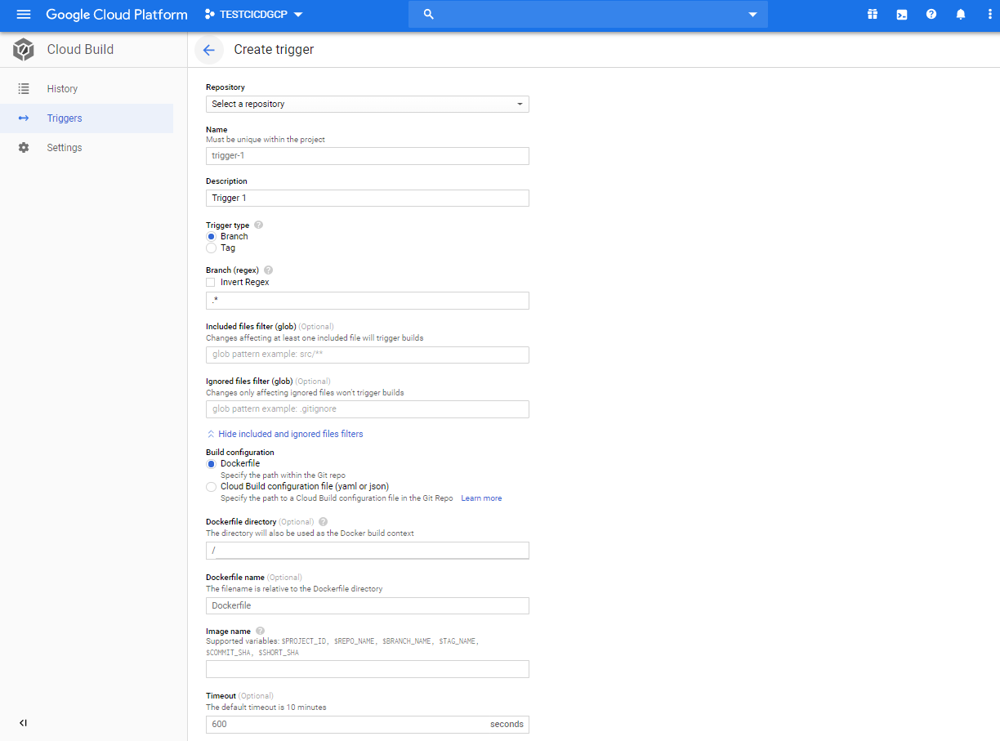 Google Cloud Platform TESTCICDGCP
Cloud Build
Create trigger
History
Triggers
Settings
Repository
Select a repository
Name
Must be unique within the project
trigger-1
Description
Trigger 1
Trigger type
Branch
Tag
Branch (regex)
Invert Regex
.*
Included files filter (glob) (Optional)
Changes affecting at least one included file will trigger builds
glob pattern example: src/**
Ignored files filter (glob) (Optional)
Changes only affecting ignored files won't trigger builds
glob pattern example: .gitignore
Hide included and ignored files filters
Build configuration
Dockerfile
Specify the path within the Git repo
Cloud Build configuration file (yaml or json)
Specify the path to a Cloud Build configuration file in the Git Repo Learn more
Dockerfile directory (Optional)
The directory will also be used as the Docker build context
/
Dockerfile name (Optional)
The filename is relative to the Dockerfile directory
Dockerfile
Image name
Supported variables: $PROJECT_ID, $REPO_NAME, $BRANCH_NAME, $TAG_NAME,
$COMMIT_SHA, $SHORT_SHA
Timeout (Optional)
The default timeout is 10 minutes
600 seconds